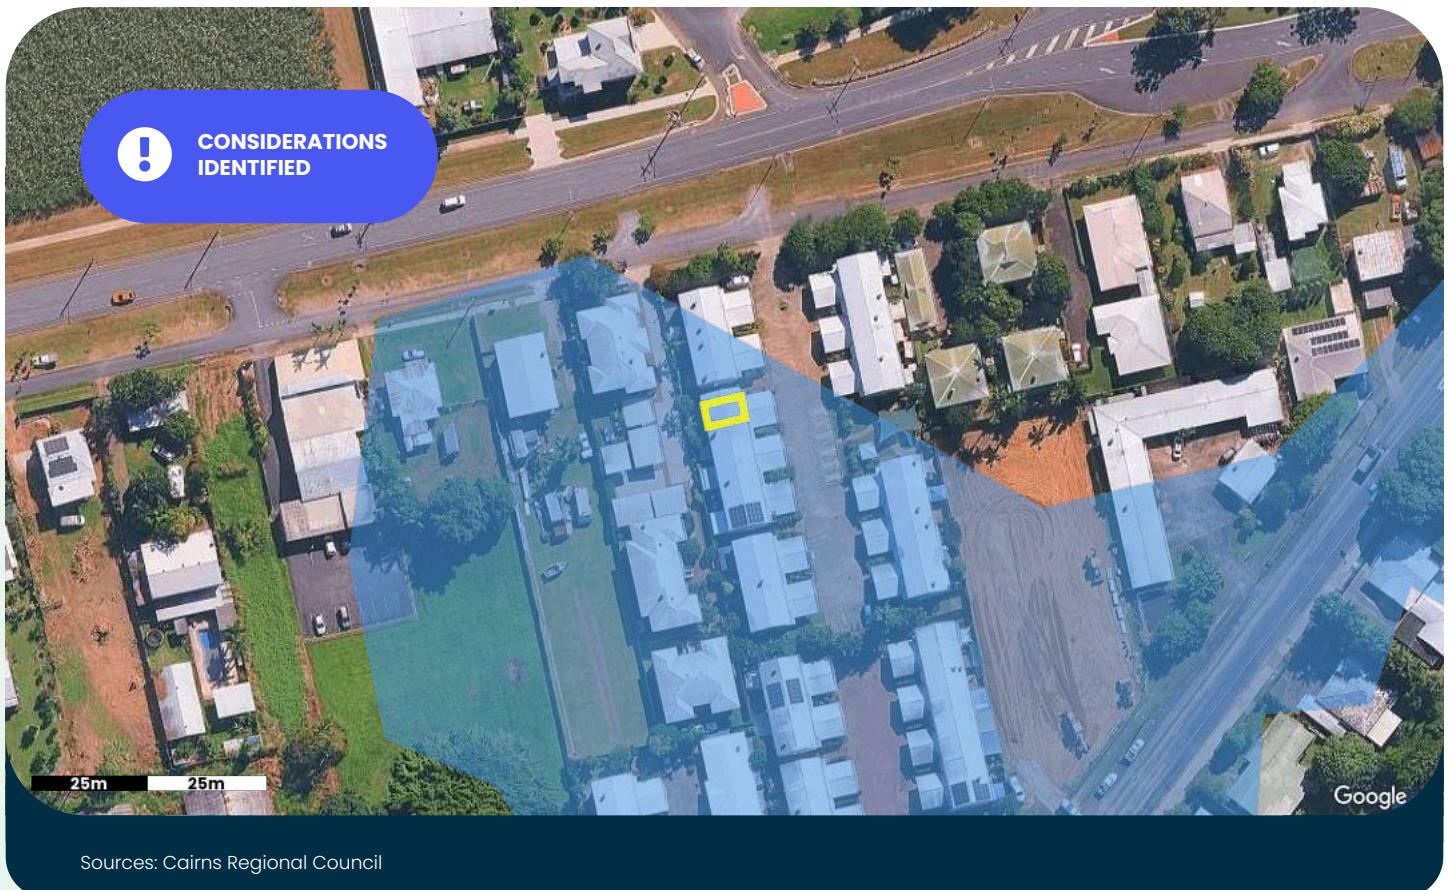 CONSIDERATIONS
IDENTIFIED
25m 25m
Google
Sources: Cairns Regional Council